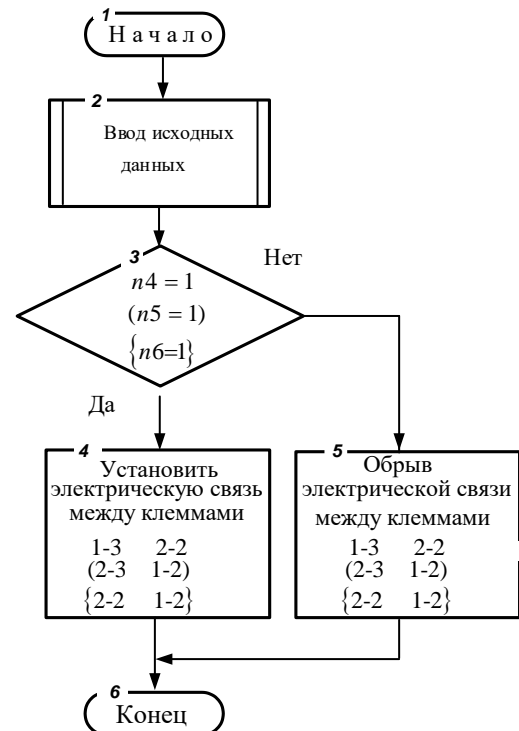 1
Н а ч а л о
2
Ввод исходных
данных
3
n4 = 1
(n5 = 1)
{n6=1}
Нет
Да
4
Установить
электрическую связь
между клеммами
1-3 2-2
(2-3 1-2)
{2-2 1-2}
5
Обрыв
электрической связи
между клеммами
1-3 2-2
(2-3 1-2)
{2-2 1-2}
6
Конец